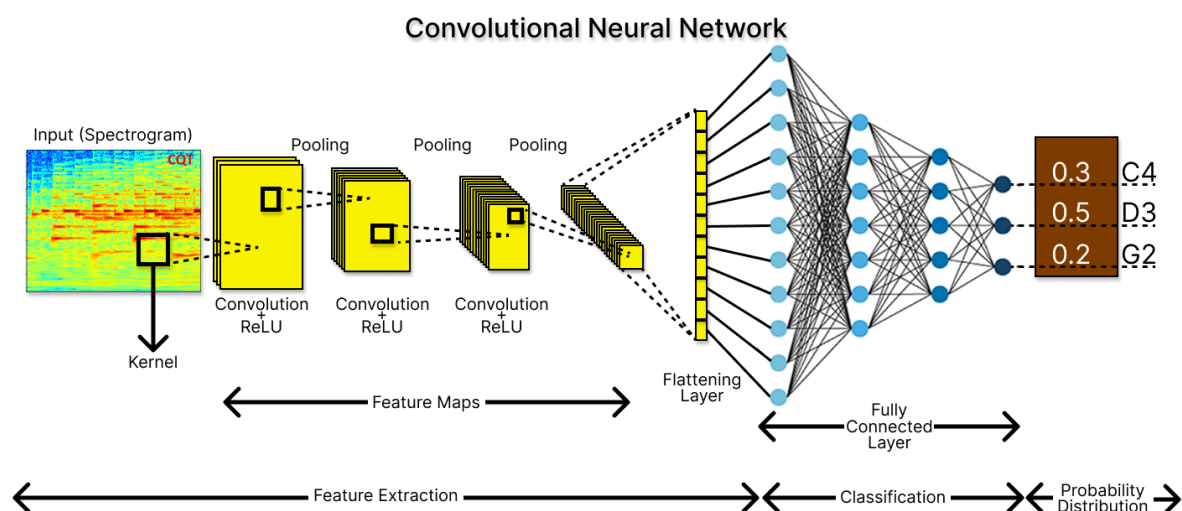 Convolutional Neural Network
Input (Spectrogram)
CQT
Pooling
Pooling
Pooling
Convolution
+
ReLU
Convolution
+
ReLU
Convolution
+
ReLU
Kernel
Feature Maps
Flattening
Layer
Fully
Connected
Layer
0.3 C4
0.5 D3
0.2 G2
Feature Extraction
Classification
Probability
Distribution